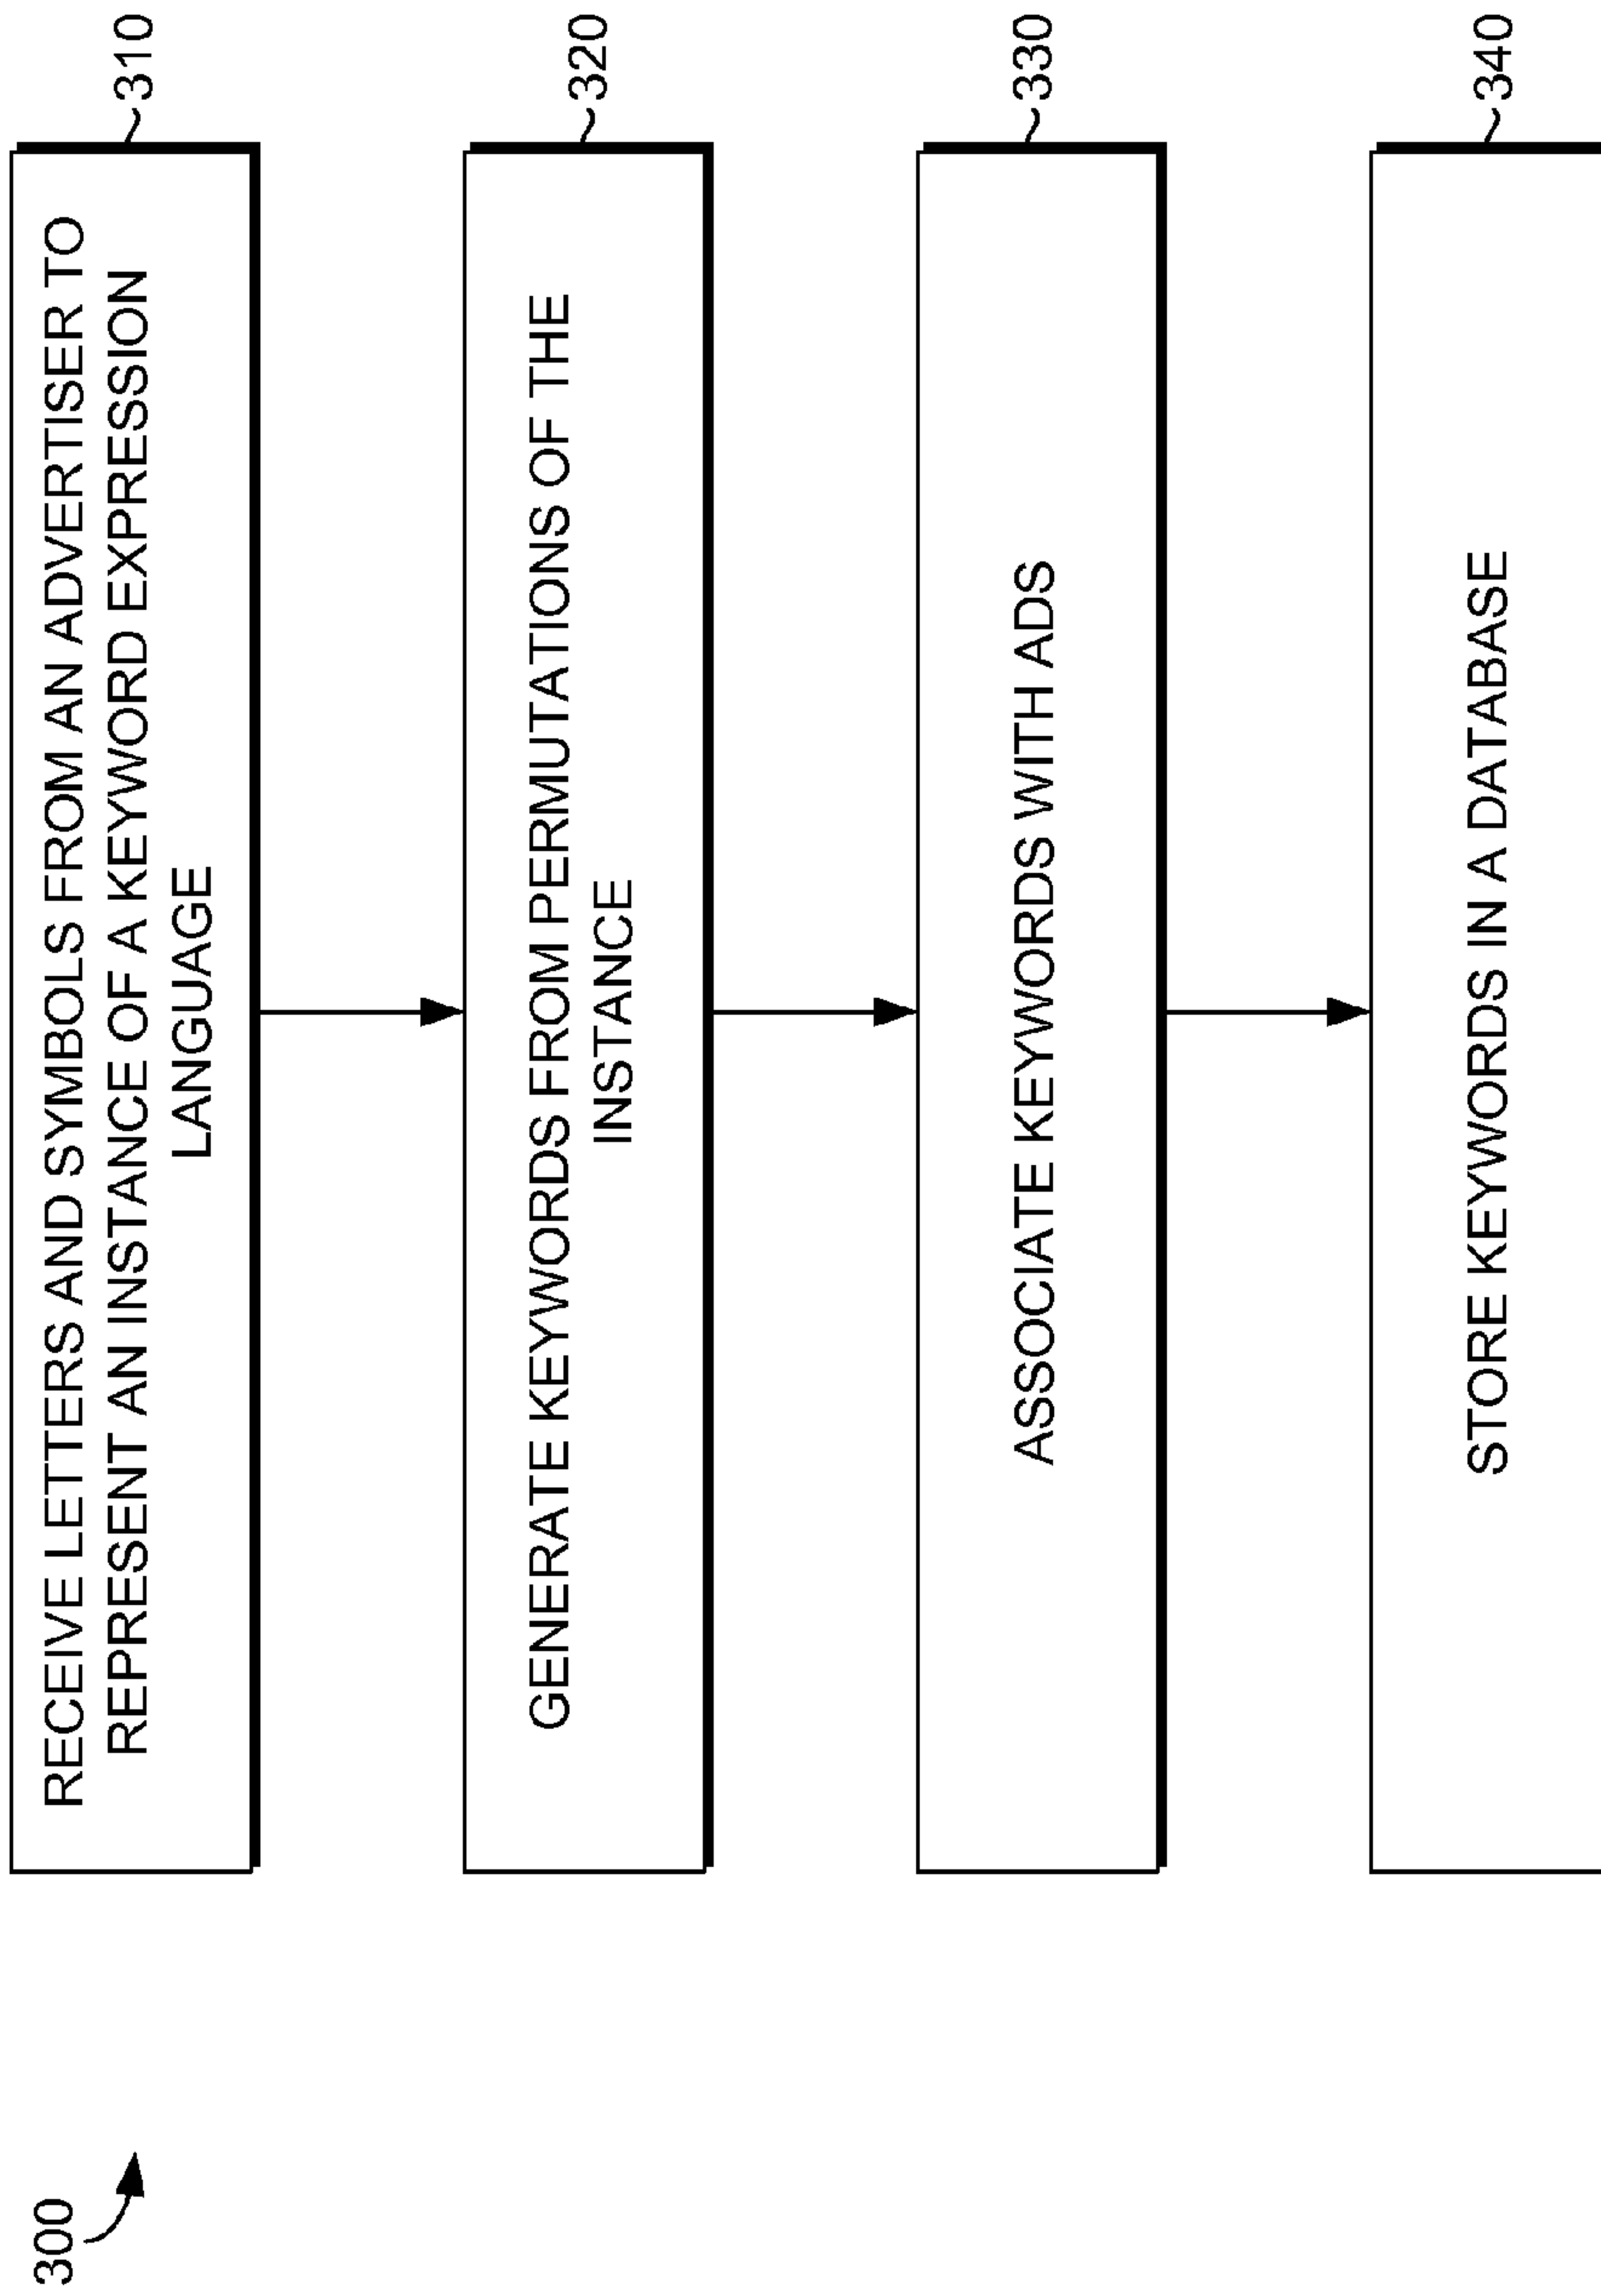 300
RECEIVE LETTERS AND SYMBOLS FROM AN ADVERTISER TO
REPRESENT AN INSTANCE OF A KEYWORD EXPRESSION
LANGUAGE
~310
GENERATE KEYWORDS FROM PERMUTATIONS OF THE
INSTANCE
~320
ASSOCIATE KEYWORDS WITH ADS
~330
STORE KEYWORDS IN A DATABASE
~340